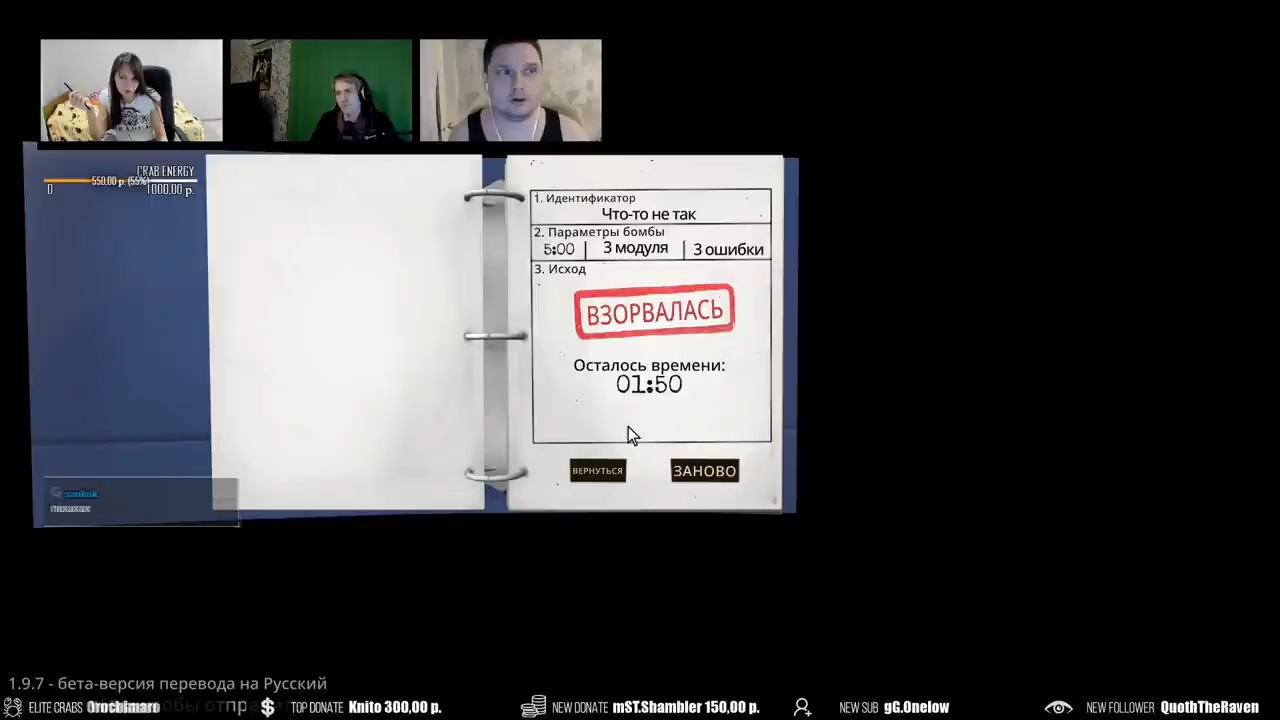 CRAB ENERGY
550,00 р. (55%)
0
1000,00 р.
1. Идентификатор
Что-то не так
2. Параметры бомбы
5:00
3 модуля
3 ошибки
3. Исход
ВЗОРВАЛАСЬ
Осталось времени:
01:50
ВЕРНУТЬСЯ
ЗАНОВО
1.9.7 - бета-версия перевода на Русский
ELITE CRABS
TOP DONATE Knito 300,00 р.
NEW DONATE mST.Shambler 150,00 р.
NEW SUB gG.Onelow
NEW FOLLOWER QuothTheRaven